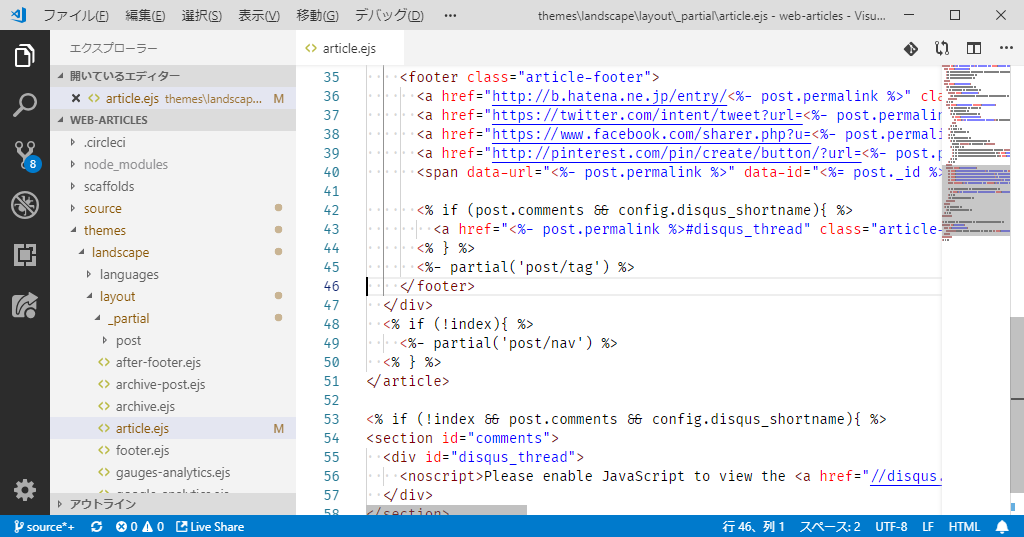 ファイル(F) 編集(E) 選択(S) 表示(V) 移動(G) デバッグ(D) ··· themes\landscape\layout\_partial\article.ejs - web-articles - Visu...
エクスプローラー
article.ejs
開いているエディター
article.ejs themes\landscap... M
WEB-ARTICLES
.circleci
node_modules
scaffolds
source
themes
landscape
languages
layout
_partial
post
after-footer.ejs
archive-post.ejs
archive.ejs
article.ejs M
footer.ejs
gauges-analytics.ejs
google-analytics.ejs
アウトライン
8
35 <footer class="article-footer">
36 <a href="http://b.hatena.ne.jp/entry/<%- post.permalink %>" cla
37 <a href="https://twitter.com/intent/tweet?url=<%- post.permalin
38 <a href="https://www.facebook.com/sharer.php?u=<%- post.permali
39 <a href="http://pinterest.com/pin/create/button/?url=<%- post.p
40 <span data-url="<%- post.permalink %>" data-id="<%= post._id %>
41
42 <% if (post.comments && config.disqus_shortname){ %>
43 <a href="<%- post.permalink %>#disqus_thread" class="article-
44 <% } %>
45 <%- partial('post/tag') %>
46 </footer>
47 </div>
48 <% if (!index){ %>
49 <%- partial('post/nav') %>
50 <% } %>
51 </article>
52
53 <% if (!index && post.comments && config.disqus_shortname){ %>
54 <section id="comments">
55 <div id="disqus_thread">
56 <noscript>Please enable JavaScript to view the <a href="//disqus.
57 </div>
58 </section>
source*+ 0 0 Live Share 行 46、列 1 スペース: 2 UTF-8 LF HTML